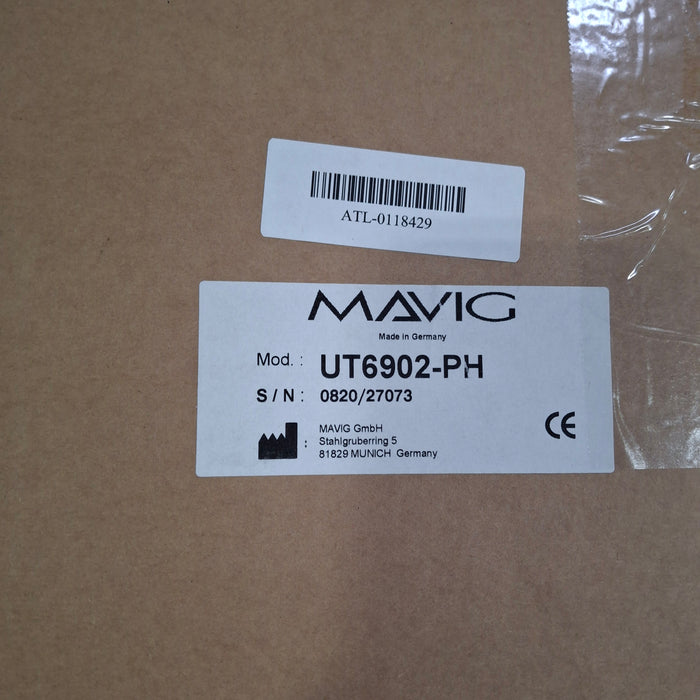 ATL-0118429
MAVIG
Made in Germany
Mod. : UT6902-PH
S / N : 0820/27073
: MAVIG GmbH
Stahlgruberring 5
81829 MUNICH Germany
CE